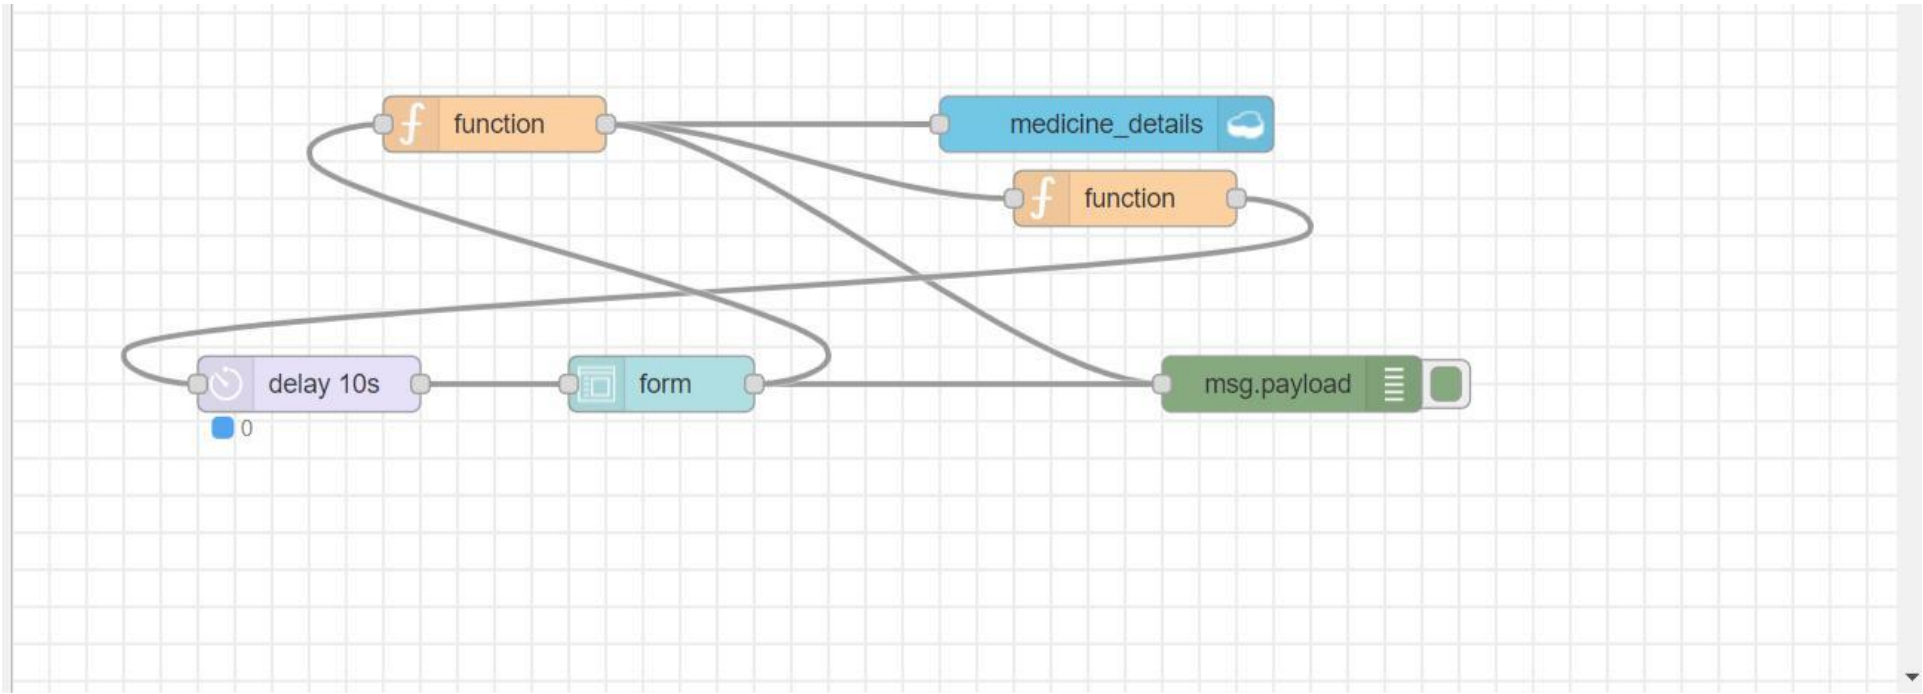 function
medicine_details
function
delay 10s
form
msg.payload
0